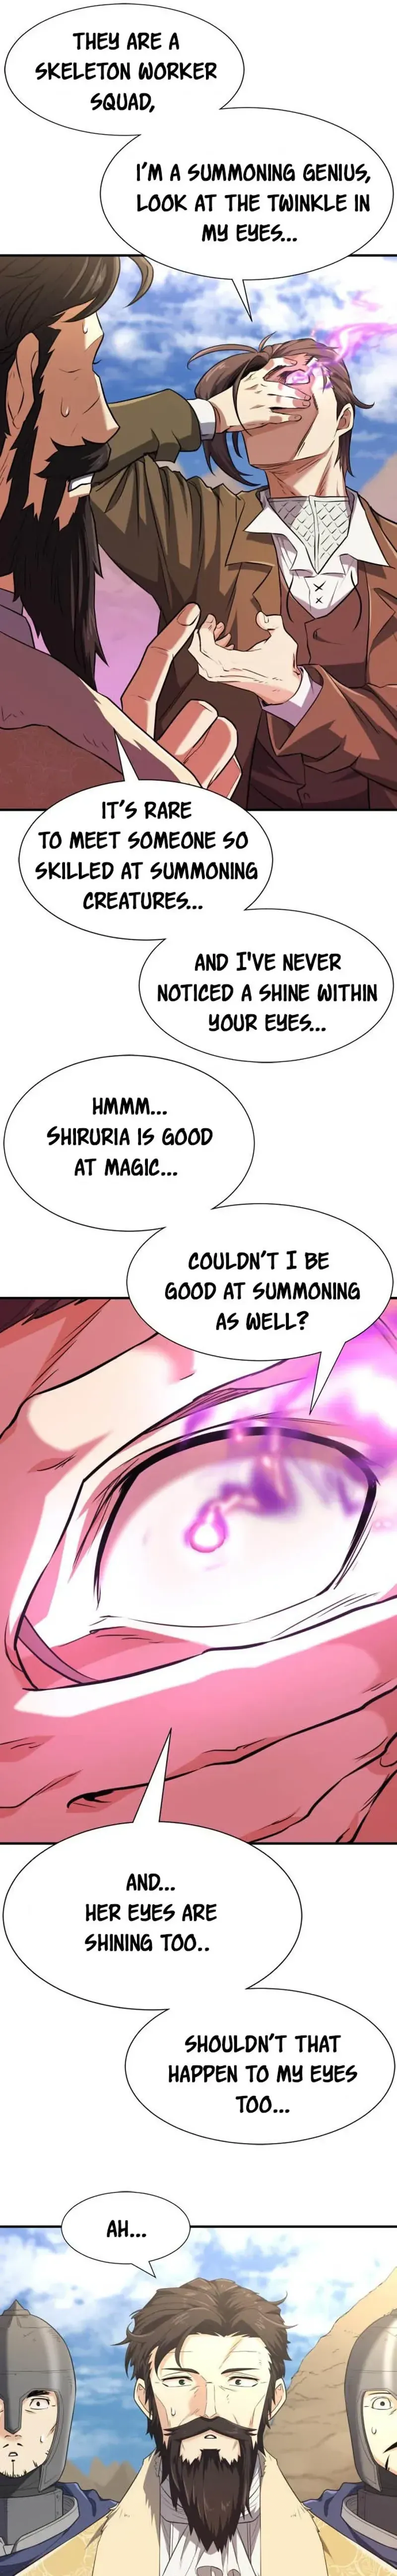 THEY ARE A
SKELETON WORKER
SQUAD,
I'M A SUMMONING GENIUS,
LOOK AT THE TWINKLE IN
MY EYES...
IT'S RARE
TO MEET SOMEONE SO
SKILLED AT SUMMONING
CREATURES...
AND I'VE NEVER
NOTICED A SHINE WITHIN
YOUR EYES...
HMMM...
SHIRURIA IS GOOD
AT MAGIC...
COULDN'T I BE
GOOD AT SUMMONING
AS WELL?
AND...
HER EYES ARE
SHINING TOO..
SHOULDN'T THAT
HAPPEN TO MY EYES
TOO...
AH...